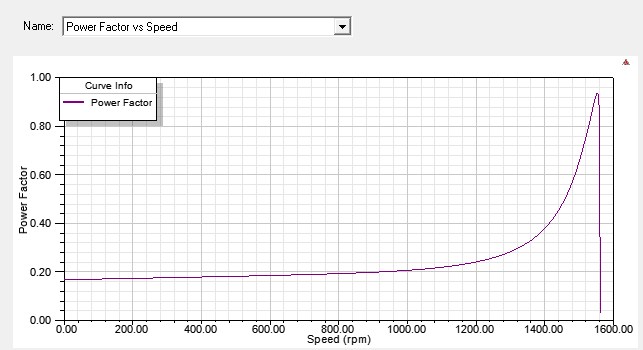 Name: Power Factor vs Speed
1.00
Curve Info
Power Factor
0.80
0.60
0.40
0.20
0.00
Power Factor
0.00 200.00 400.00 600.00 800.00 1000.00 1200.00 1400.00 1600.00
Speed (rpm)